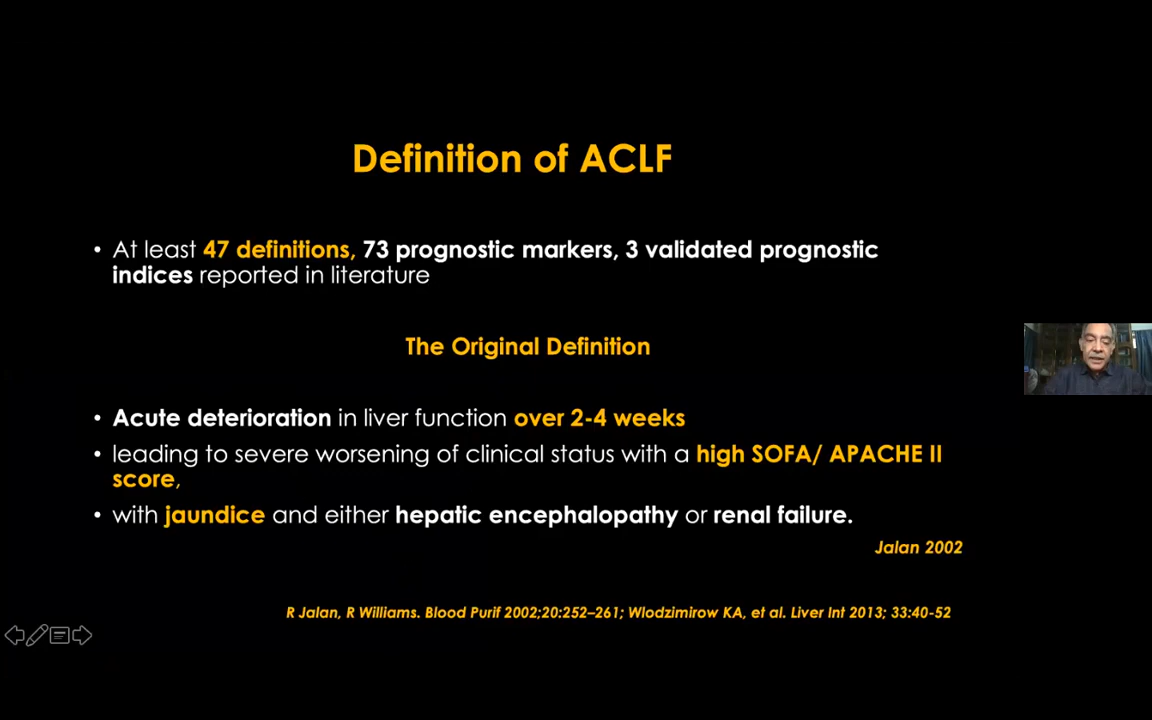 Definition of ACLF
• At least 47 definitions, 73 prognostic markers, 3 validated prognostic
indices reported in literature
The Original Definition
• Acute deterioration in liver function over 2-4 weeks
• leading to severe worsening of clinical status with a high SOFA/ APACHE II
score,
• with jaundice and either hepatic encephalopathy or renal failure.
Jalan 2002
R Jalan, R Williams. Blood Purif 2002;20:252–261; Wlodzimirow KA, et al. Liver Int 2013; 33:40-52